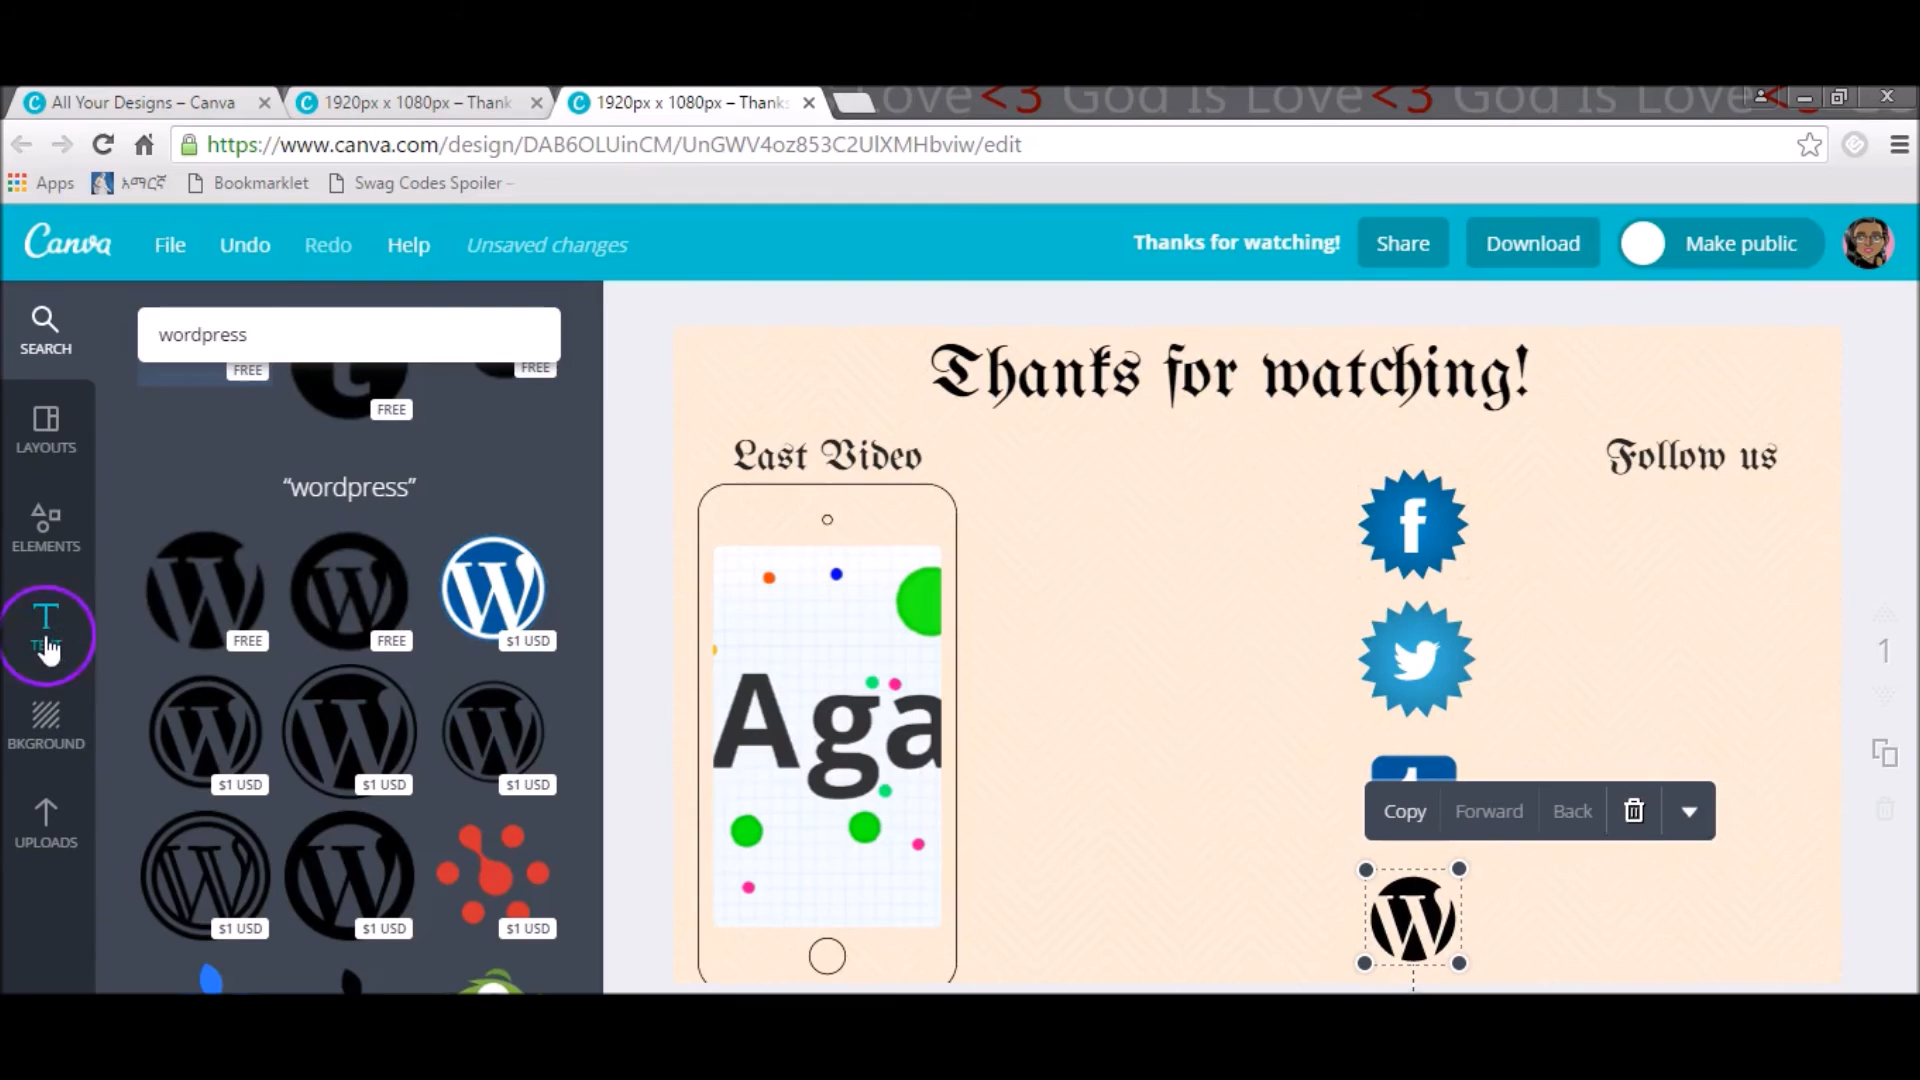 All Your Designs – Canva
1920px x 1080px – Thank
1920px x 1080px – Thanks
Love <3 God Is Love <3 God Is Love
https://www.canva.com/design/DAB6OLUinCM/UnGWV4oz853C2UlXMHbviw/edit
Apps
አማርኛ
Bookmarklet
Swag Codes Spoiler –
Canva
File
Undo
Redo
Help
Unsaved changes
Thanks for watching!
Share
Download
Make public
SEARCH
LAYOUTS
ELEMENTS
TEXT
BKGROUND
UPLOADS
wordpress
FREE
FREE
FREE
“wordpress”
FREE
FREE
$1 USD
$1 USD
$1 USD
$1 USD
$1 USD
$1 USD
$1 USD
Thanks for watching!
Last Video
Follow us
Aga
Copy
Forward
Back
1